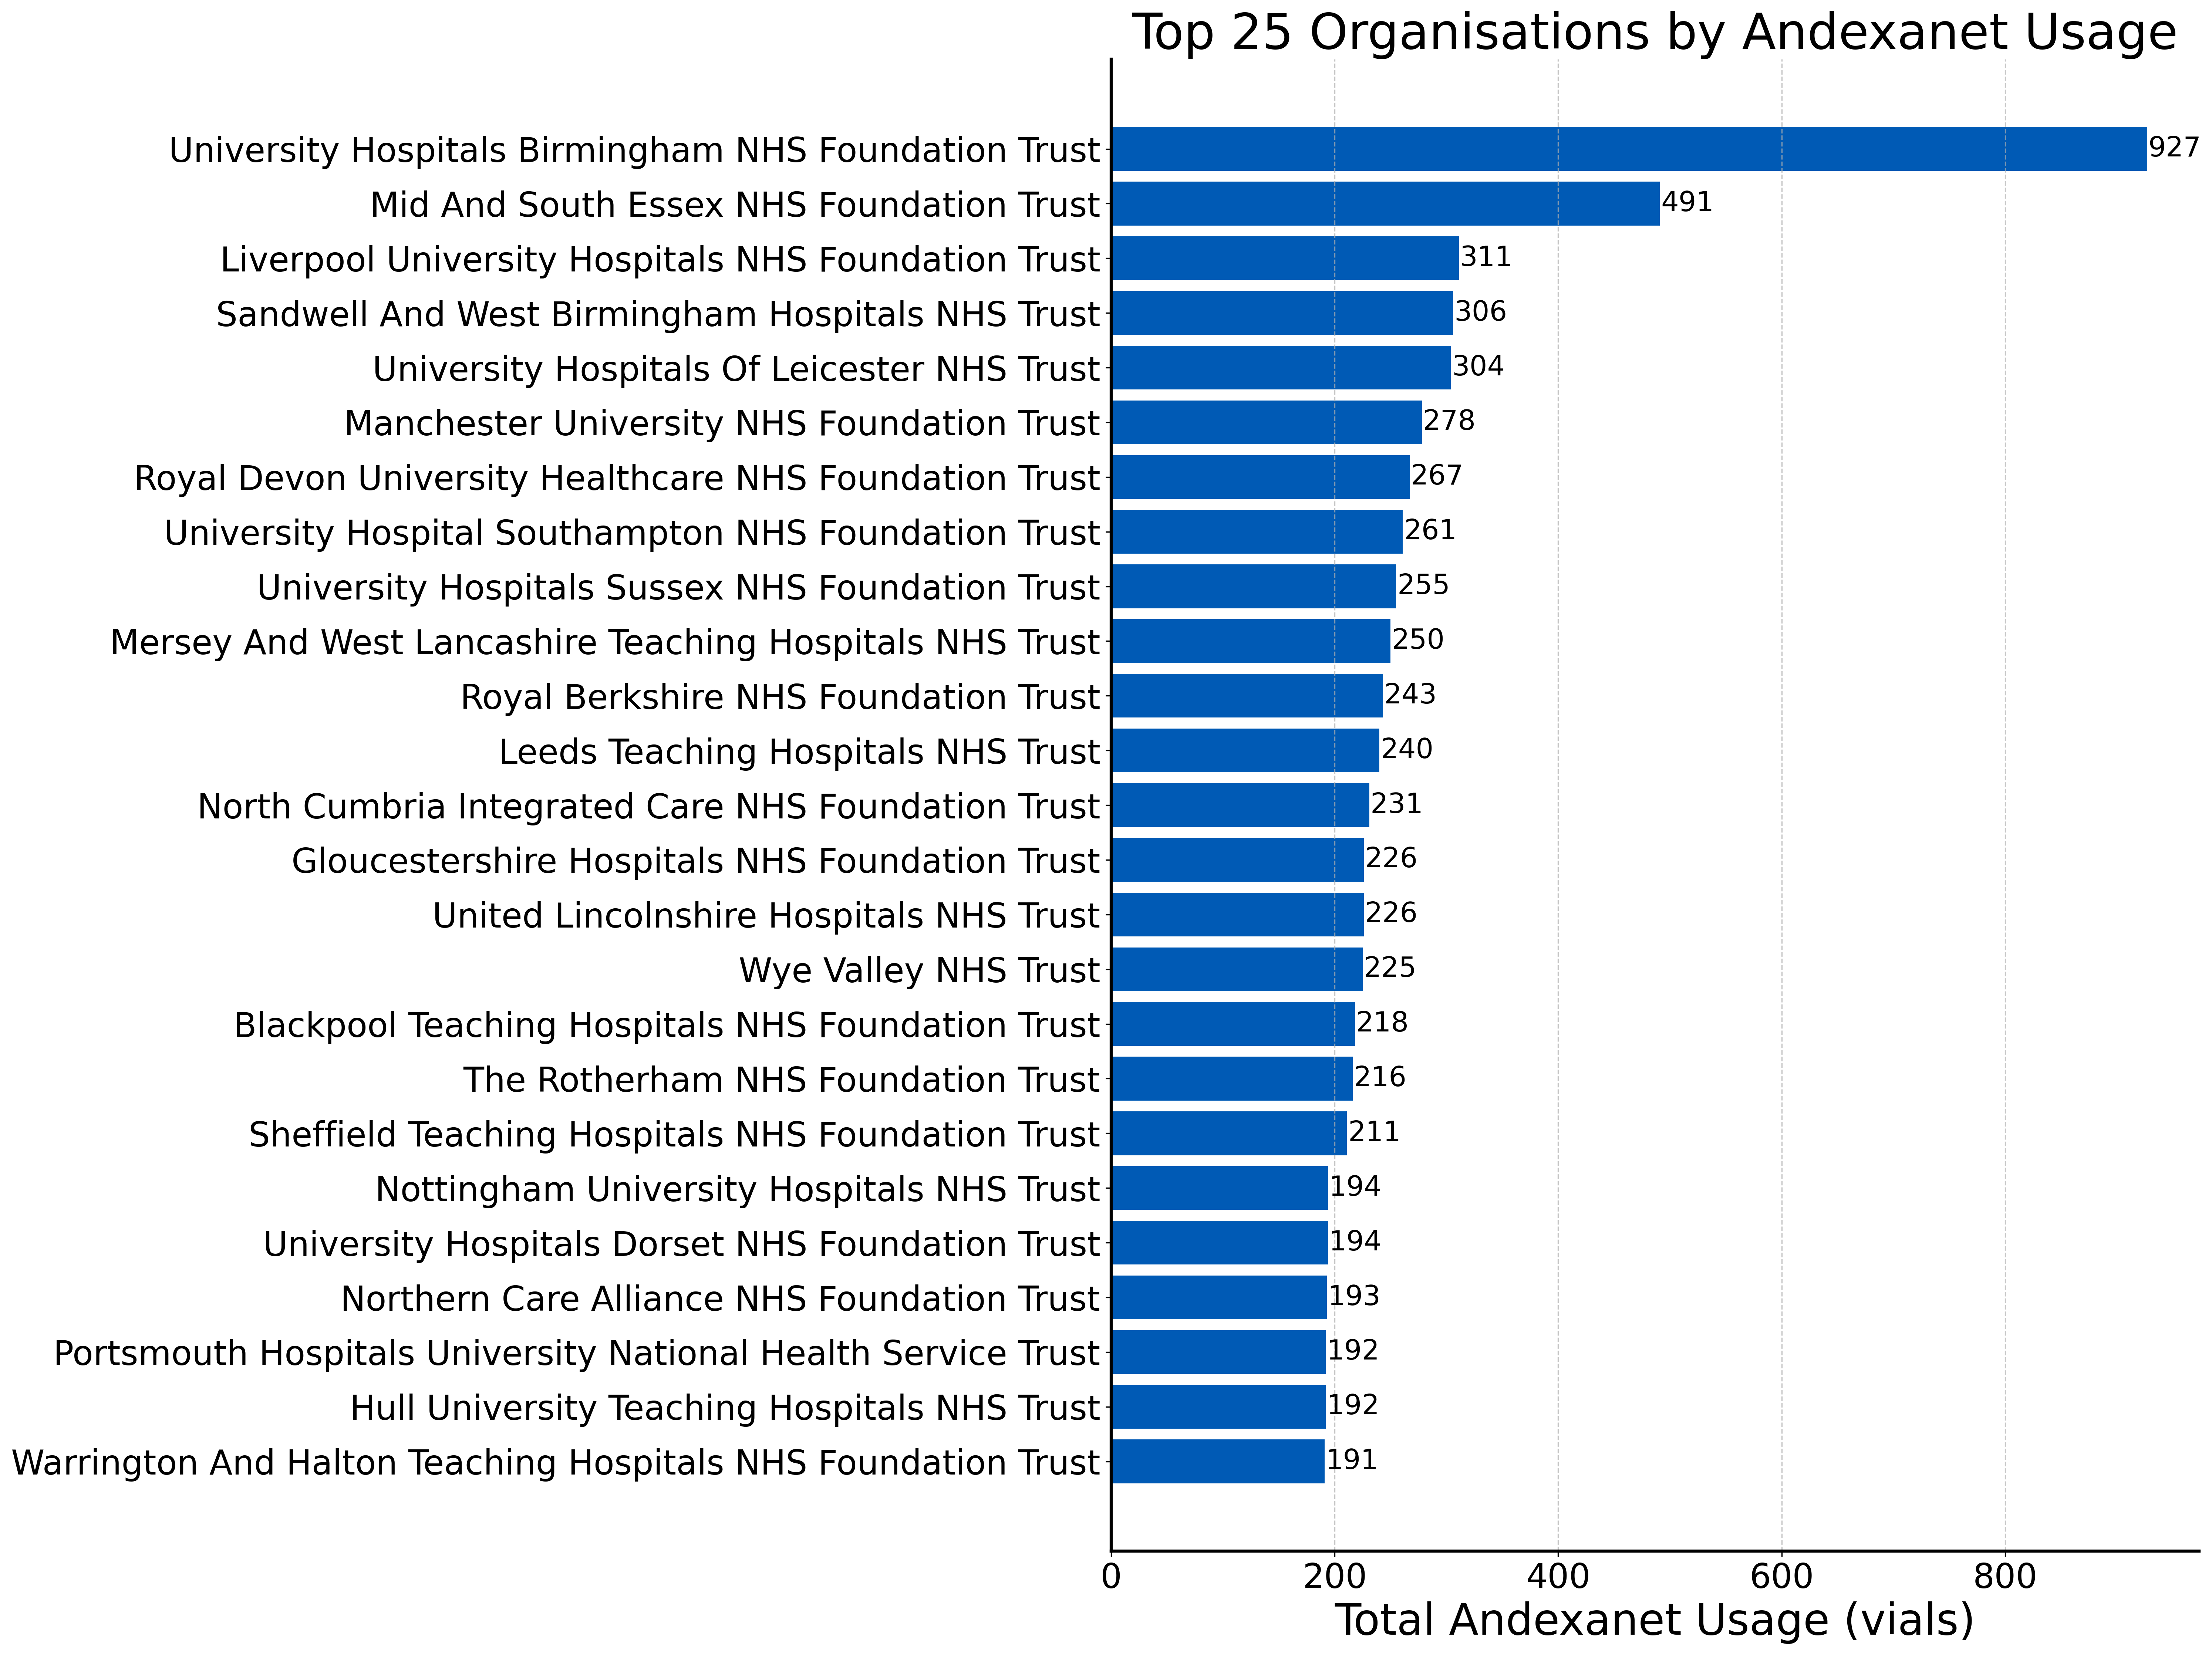 Top 25 Organisations by Andexanet Usage
University Hospitals Birmingham NHS Foundation Trust 927
Mid And South Essex NHS Foundation Trust 491
Liverpool University Hospitals NHS Foundation Trust 311
Sandwell And West Birmingham Hospitals NHS Trust 306
University Hospitals Of Leicester NHS Trust 304
Manchester University NHS Foundation Trust 278
Royal Devon University Healthcare NHS Foundation Trust 267
University Hospital Southampton NHS Foundation Trust 261
University Hospitals Sussex NHS Foundation Trust 255
Mersey And West Lancashire Teaching Hospitals NHS Trust 250
Royal Berkshire NHS Foundation Trust 243
Leeds Teaching Hospitals NHS Trust 240
North Cumbria Integrated Care NHS Foundation Trust 231
Gloucestershire Hospitals NHS Foundation Trust 226
United Lincolnshire Hospitals NHS Trust 226
Wye Valley NHS Trust 225
Blackpool Teaching Hospitals NHS Foundation Trust 218
The Rotherham NHS Foundation Trust 216
Sheffield Teaching Hospitals NHS Foundation Trust 211
Nottingham University Hospitals NHS Trust 194
University Hospitals Dorset NHS Foundation Trust 194
Northern Care Alliance NHS Foundation Trust 193
Portsmouth Hospitals University National Health Service Trust 192
Hull University Teaching Hospitals NHS Trust 192
Warrington And Halton Teaching Hospitals NHS Foundation Trust 191
0 200 400 600 800
Total Andexanet Usage (vials)